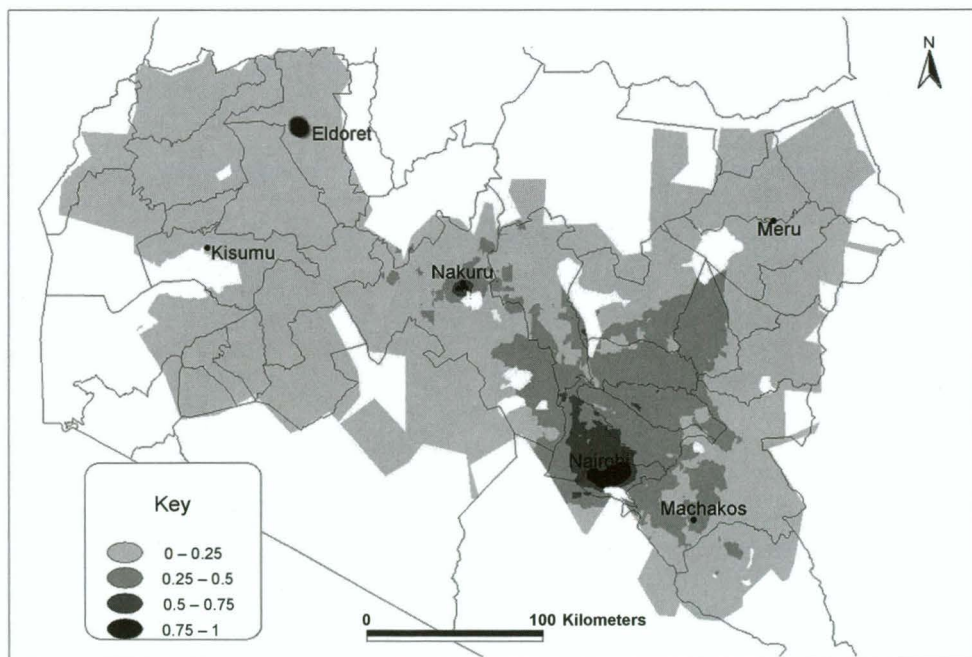 N
Eldoret
Meru
Kisumu
Nakuru
Nairobi
Machakos
Key
0 – 0.25
0.25 – 0.5
0.5 – 0.75
0.75 – 1
0 100 Kilometers